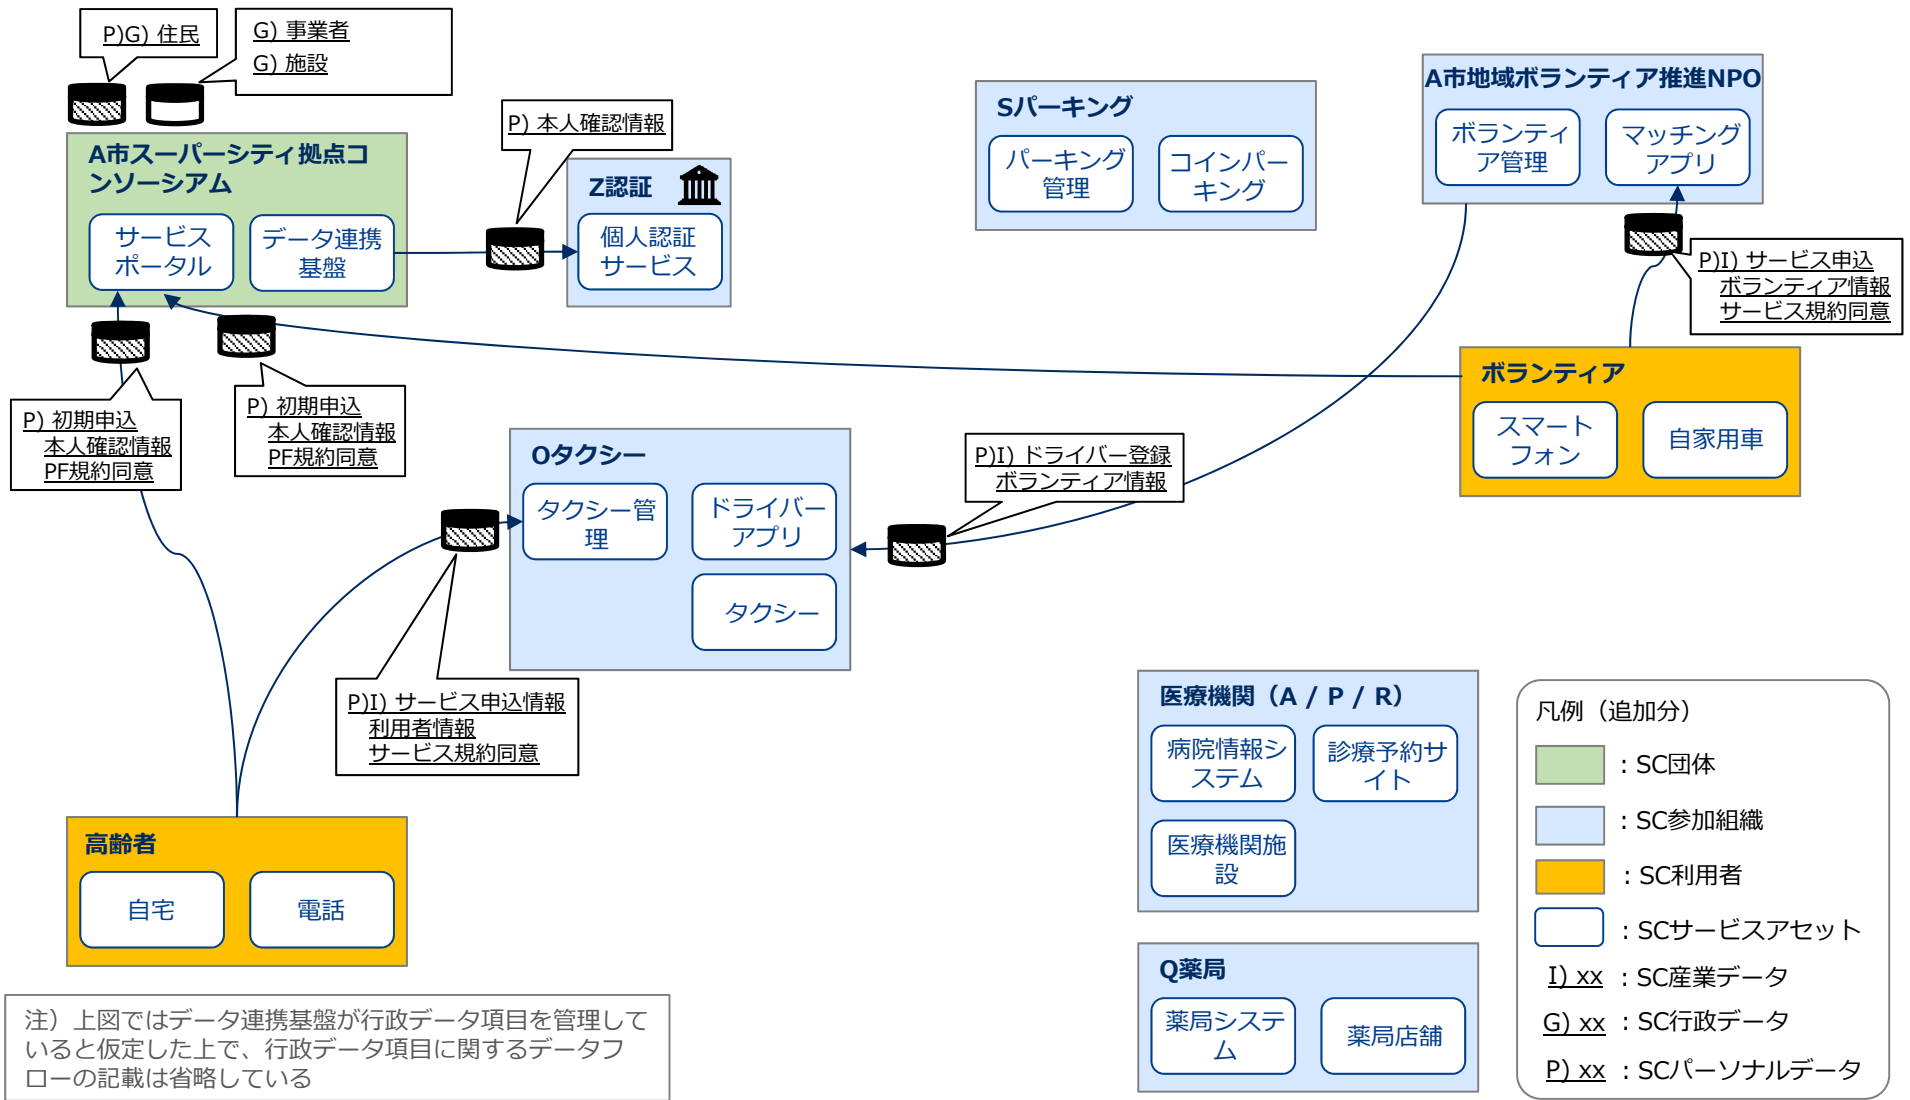 P)G) 住民
G) 事業者
G) 施設
P) 本人確認情報
A市スーパーシティ拠点コ
ンソーシアム
サービス
ポータル
データ連携
基盤
Z認証
個人認証
サービス
Sパーキング
パーキング
管理
コインパー
キング
A市地域ボランティア推進NPO
ボランティ
ア管理
マッチング
アプリ
P)I) サービス申込
ボランティア情報
サービス規約同意
ボランティア
スマート
フォン
自家用車
P) 初期申込
本人確認情報
PF規約同意
P) 初期申込
本人確認情報
PF規約同意
Oタクシー
タクシー管
理
ドライバー
アプリ
タクシー
P)I) ドライバー登録
ボランティア情報
P)I) サービス申込情報
利用者情報
サービス規約同意
高齢者
自宅
電話
医療機関（A / P / R）
病院情報シ
ステム
診療予約サ
イト
医療機関施
設
Q薬局
薬局システ
ム
薬局店舗
凡例（追加分）
：SC団体
：SC参加組織
：SC利用者
：SCサービスアセット
I) xx ：SC産業データ
G) xx ：SC行政データ
P) xx ：SCパーソナルデータ
注）上図ではデータ連携基盤が行政データ項目を管理して
いると仮定した上で、行政データ項目に関するデータフ
ローの記載は省略している